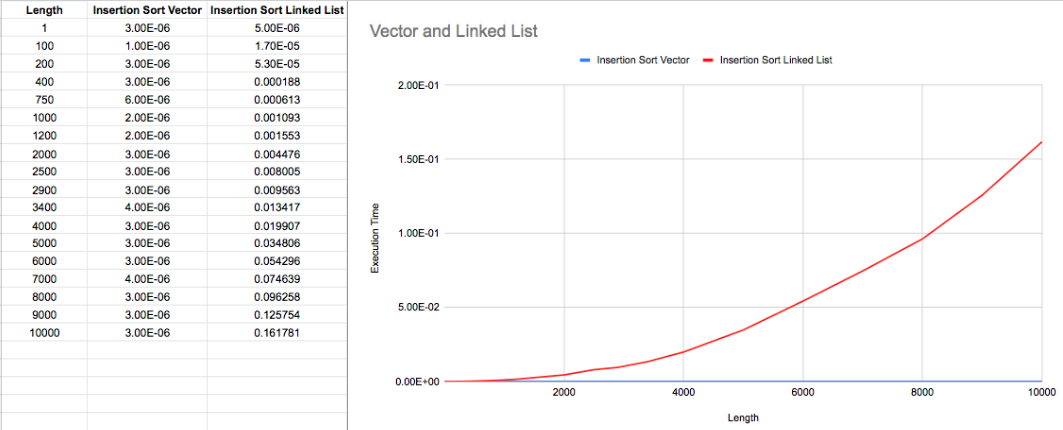 Length Insertion Sort Vector Insertion Sort Linked List
1 3.00E-06 5.00E-06
100 1.00E-06 1.70E-05
200 3.00E-06 5.30E-05
400 3.00E-06 0.000188
750 6.00E-06 0.000613
1000 2.00E-06 0.001093
1200 2.00E-06 0.001553
2000 3.00E-06 0.004476
2500 3.00E-06 0.008005
2900 3.00E-06 0.009563
3400 4.00E-06 0.013417
4000 3.00E-06 0.019907
5000 3.00E-06 0.034806
6000 3.00E-06 0.054296
7000 4.00E-06 0.074639
8000 3.00E-06 0.096258
9000 3.00E-06 0.125754
10000 3.00E-06 0.161781
Vector and Linked List
Insertion Sort Vector Insertion Sort Linked List
2.00E-01
1.50E-01
1.00E-01
5.00E-02
0.00E+00
Execution Time
2000 4000 6000 8000 10000
Length